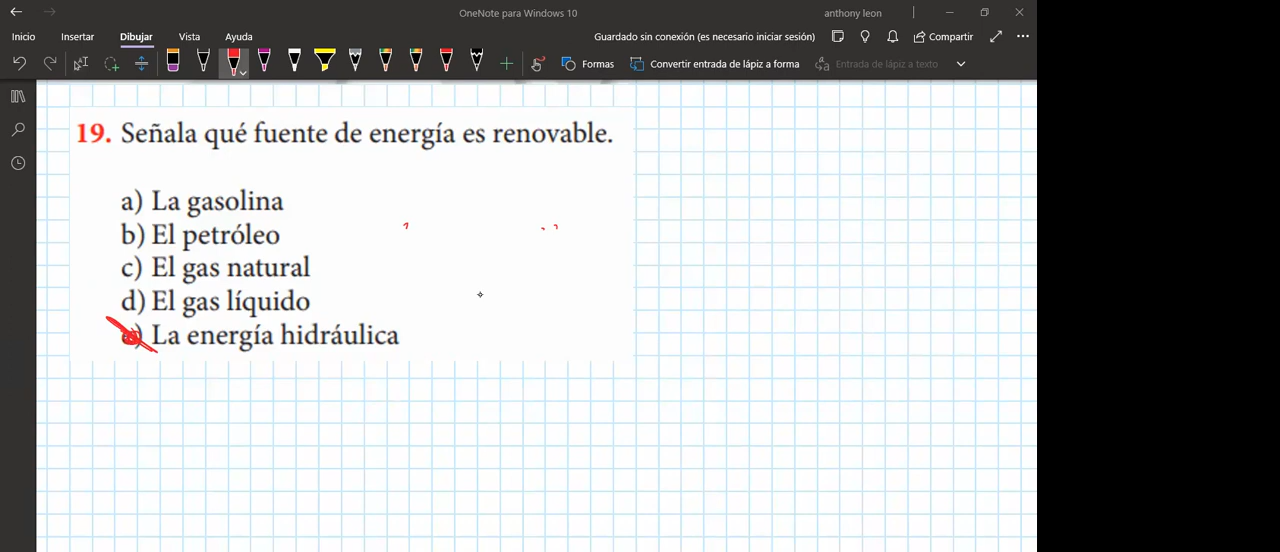 OneNote para Windows 10
anthony leon
Inicio Insertar Dibujar Vista Ayuda
Guardado sin conexión (es necesario iniciar sesión)
Compartir
Formas
Convertir entrada de lápiz a forma
Entrada de lápiz a texto
19. Señala qué fuente de energía es renovable.
a) La gasolina
b) El petróleo
c) El gas natural
d) El gas líquido
e) La energía hidráulica